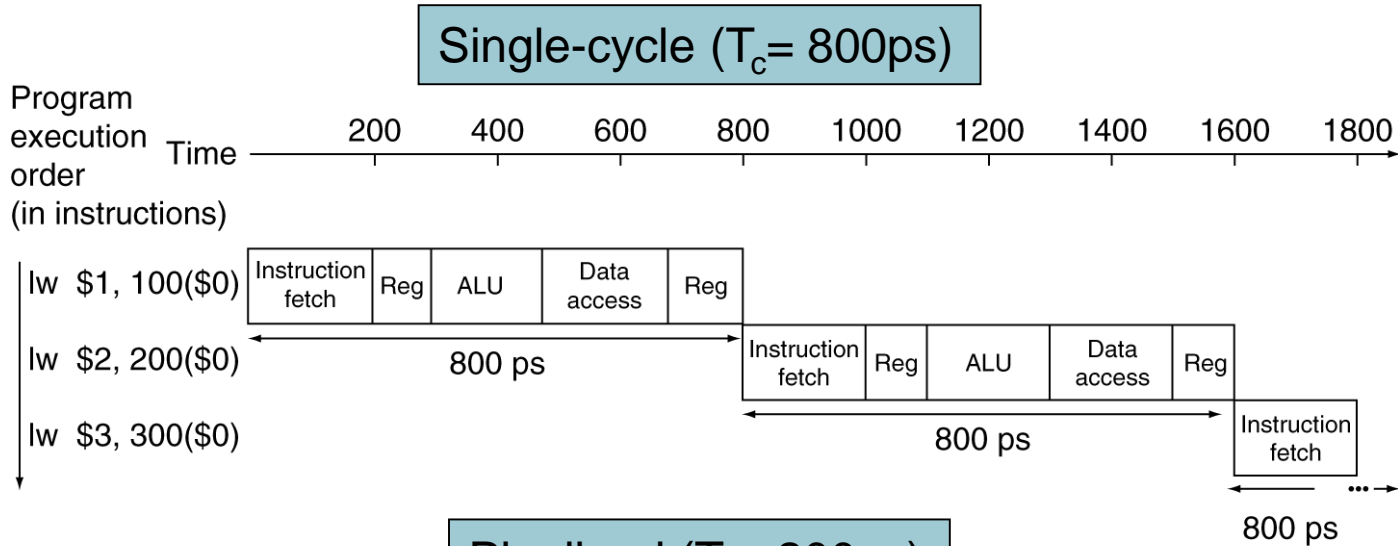 Single-cycle (Tc= 800ps)
Program
execution
order
(in instructions)
Time
200 400 600 800 1000 1200 1400 1600 1800
lw $1, 100($0)
Instruction
fetch
Reg
ALU
Data
access
Reg
800 ps
lw $2, 200($0)
Instruction
fetch
Reg
ALU
Data
access
Reg
800 ps
lw $3, 300($0)
Instruction
fetch
...
800 ps